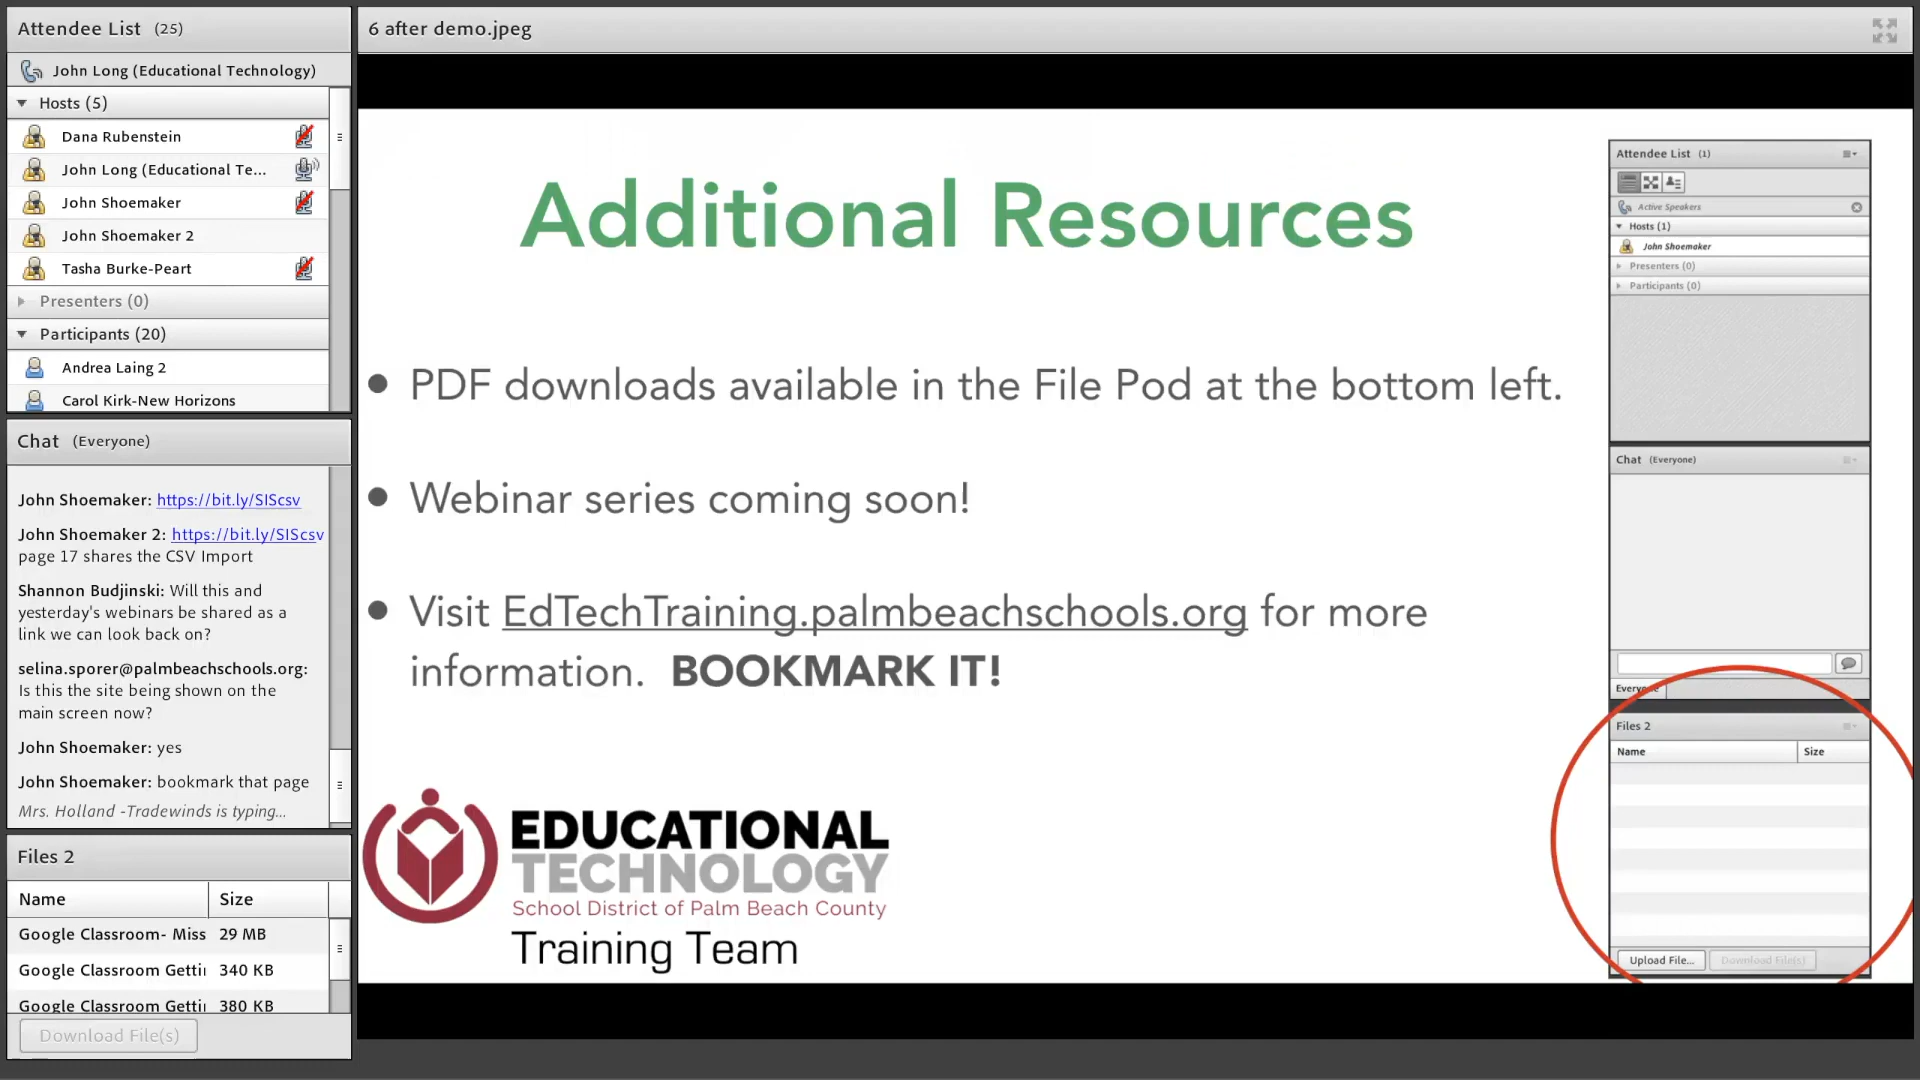 Attendee List (25)
John Long (Educational Technology)
Hosts (5)
Dana Rubenstein
John Long (Educational Te...
John Shoemaker
John Shoemaker 2
Tasha Burke-Peart
Presenters (0)
Participants (20)
Andrea Laing 2
Carol Kirk-New Horizons
Chat (Everyone)
John Shoemaker: https://bit.ly/SIScsv
John Shoemaker 2: https://bit.ly/SIScsv
page 17 shares the CSV Import
Shannon Budjinski: Will this and
yesterday's webinars be shared as a
link we can look back on?
selina.sporer@palmbeachschools.org:
Is this the site being shown on the
main screen now?
John Shoemaker: yes
John Shoemaker: bookmark that page
Mrs. Holland -Tradewinds is typing...
Files 2
Name Size
Google Classroom- Miss 29 MB
Google Classroom Getti 340 KB
Google Classroom Getti 380 KB
Download File(s)
6 after demo.jpeg
Additional Resources
• PDF downloads available in the File Pod at the bottom left.
• Webinar series coming soon!
• Visit EdTechTraining.palmbeachschools.org for more
information. BOOKMARK IT!
EDUCATIONAL
TECHNOLOGY
School District of Palm Beach County
Training Team
Attendee List (1)
Active Speakers
Hosts (1)
John Shoemaker
Presenters (0)
Participants (0)
Chat (Everyone)
Everyone
Files 2
Name Size
Upload File... Download File(s)